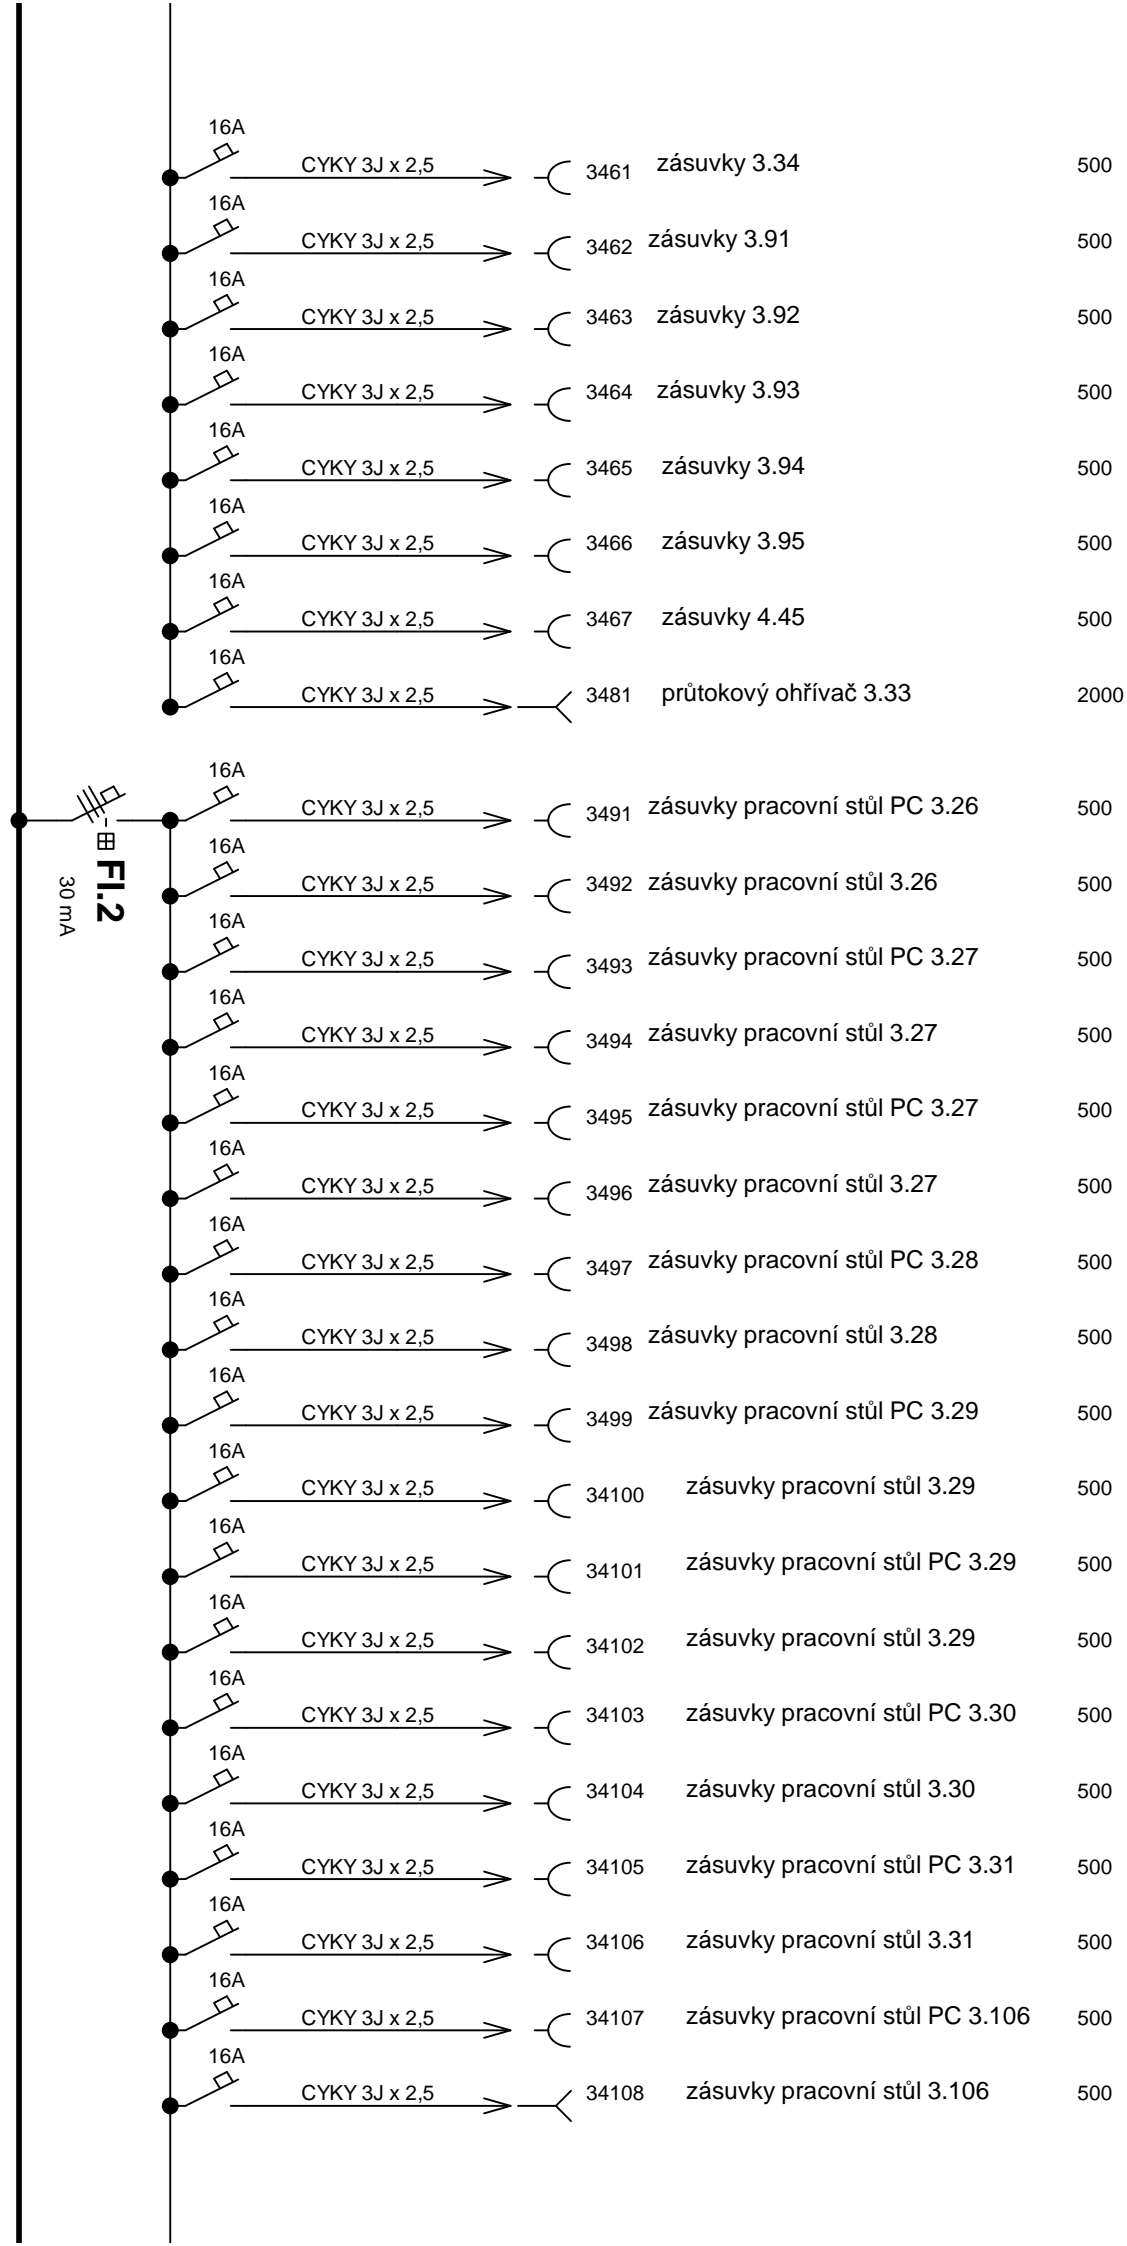 16A
CYKY 3J x 2,5 3461 zásuvky 3.34 500
16A
CYKY 3J x 2,5 3462 zásuvky 3.91 500
16A
CYKY 3J x 2,5 3463 zásuvky 3.92 500
16A
CYKY 3J x 2,5 3464 zásuvky 3.93 500
16A
CYKY 3J x 2,5 3465 zásuvky 3.94 500
16A
CYKY 3J x 2,5 3466 zásuvky 3.95 500
16A
CYKY 3J x 2,5 3467 zásuvky 4.45 500
16A
CYKY 3J x 2,5 3481 průtokový ohřívač 3.33 2000
16A
CYKY 3J x 2,5 3491 zásuvky pracovní stůl PC 3.26 500
FI.2
30 mA
16A
CYKY 3J x 2,5 3492 zásuvky pracovní stůl 3.26 500
16A
CYKY 3J x 2,5 3493 zásuvky pracovní stůl PC 3.27 500
16A
CYKY 3J x 2,5 3494 zásuvky pracovní stůl 3.27 500
16A
CYKY 3J x 2,5 3495 zásuvky pracovní stůl PC 3.27 500
16A
CYKY 3J x 2,5 3496 zásuvky pracovní stůl 3.27 500
16A
CYKY 3J x 2,5 3497 zásuvky pracovní stůl PC 3.28 500
16A
CYKY 3J x 2,5 3498 zásuvky pracovní stůl 3.28 500
16A
CYKY 3J x 2,5 3499 zásuvky pracovní stůl PC 3.29 500
16A
CYKY 3J x 2,5 34100 zásuvky pracovní stůl 3.29 500
16A
CYKY 3J x 2,5 34101 zásuvky pracovní stůl PC 3.29 500
16A
CYKY 3J x 2,5 34102 zásuvky pracovní stůl 3.29 500
16A
CYKY 3J x 2,5 34103 zásuvky pracovní stůl PC 3.30 500
16A
CYKY 3J x 2,5 34104 zásuvky pracovní stůl 3.30 500
16A
CYKY 3J x 2,5 34105 zásuvky pracovní stůl PC 3.31 500
16A
CYKY 3J x 2,5 34106 zásuvky pracovní stůl 3.31 500
16A
CYKY 3J x 2,5 34107 zásuvky pracovní stůl PC 3.106 500
16A
CYKY 3J x 2,5 34108 zásuvky pracovní stůl 3.106 500